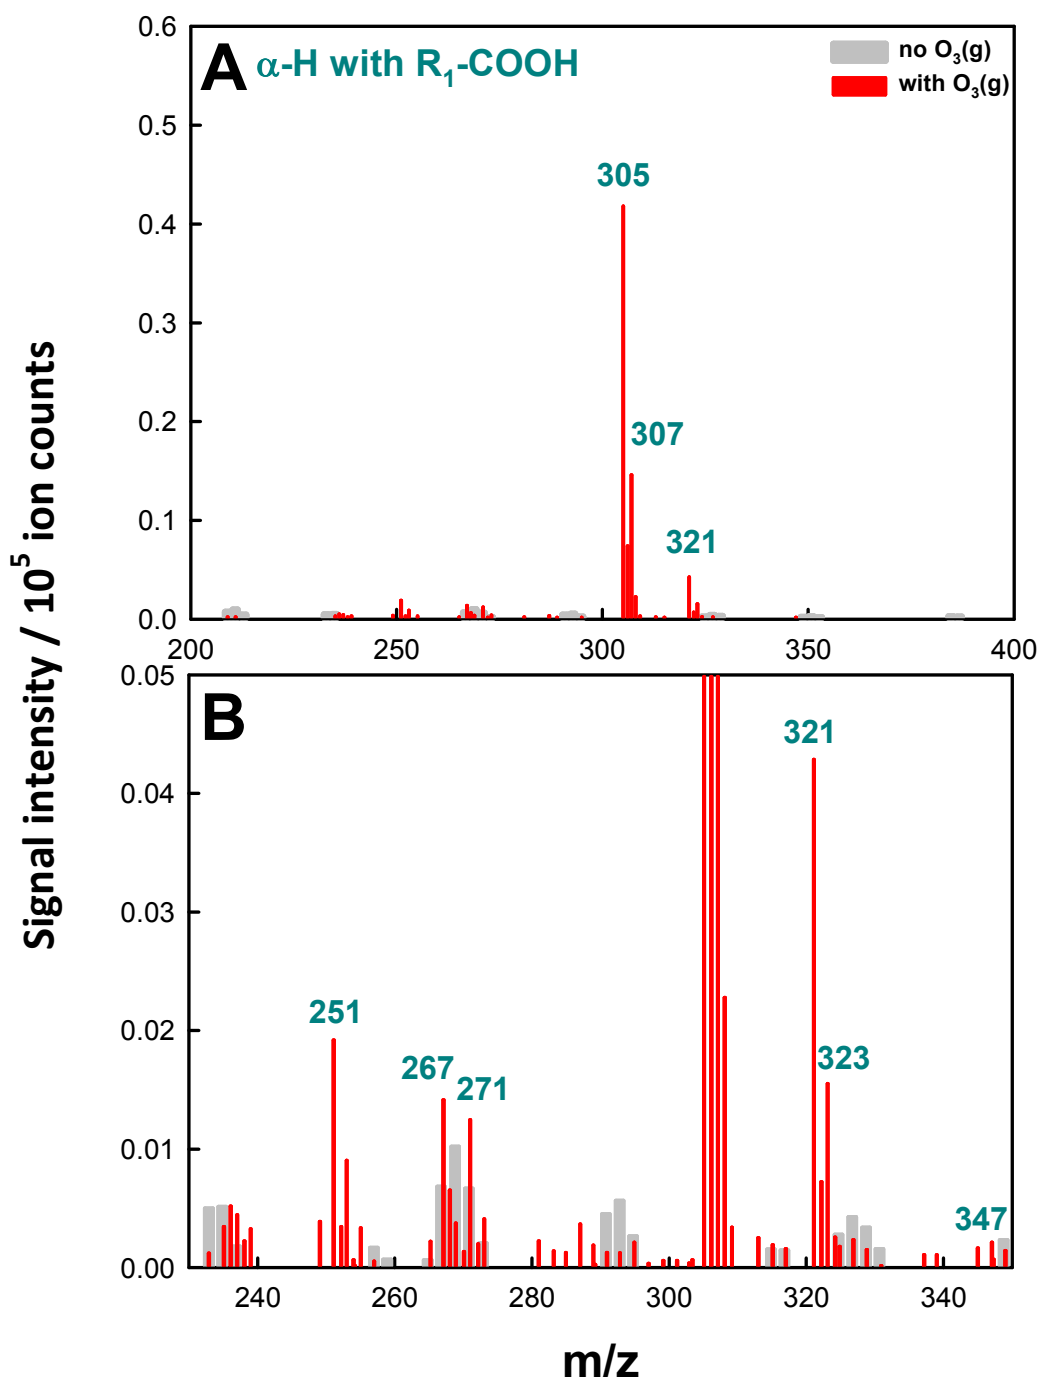 A α-H with R₁-COOH
no O₃(g)
with O₃(g)
0.6
0.5
0.4
0.3
0.2
0.1
0.0
305
307
321
200 250 300 350 400
Signal intensity / 10⁵ ion counts
B
0.05
0.04
0.03
0.02
0.01
0.00
251
267
271
321
323
347
240 260 280 300 320 340
m/z